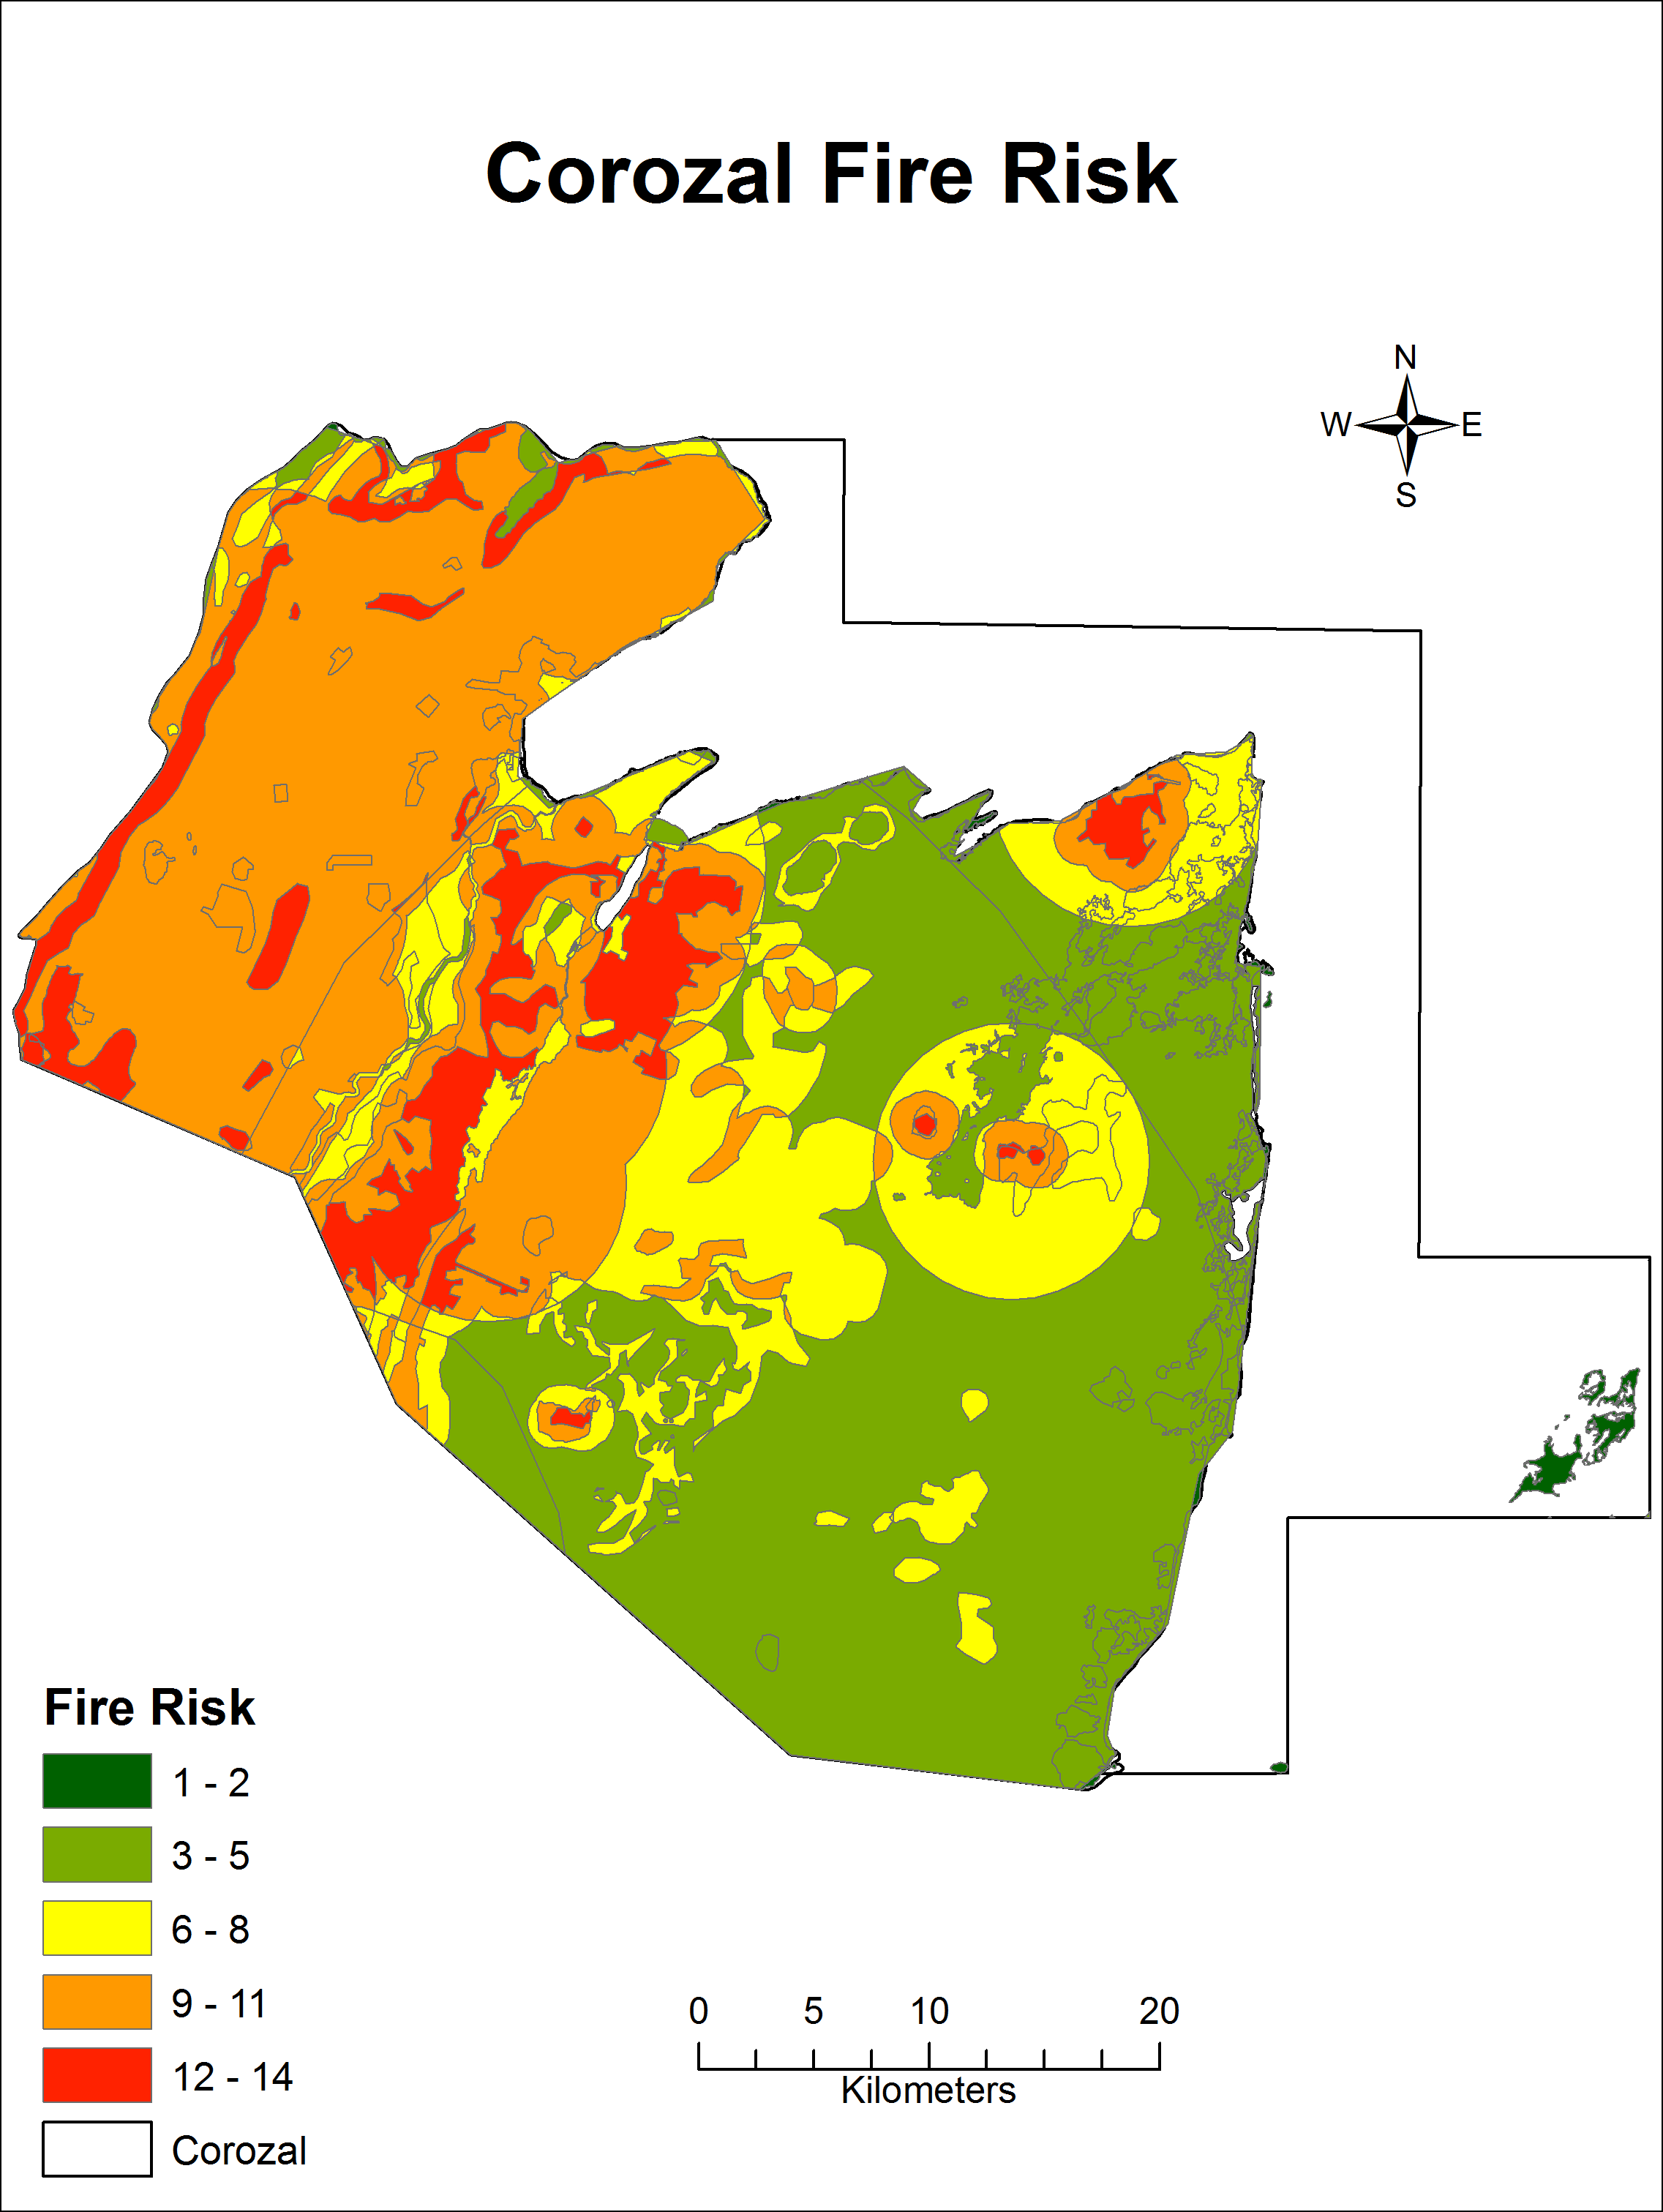 Corozal Fire Risk
N
W E
S
Fire Risk
1 - 2
3 - 5
6 - 8
9 - 11
12 - 14
Corozal
0 5 10 20
Kilometers